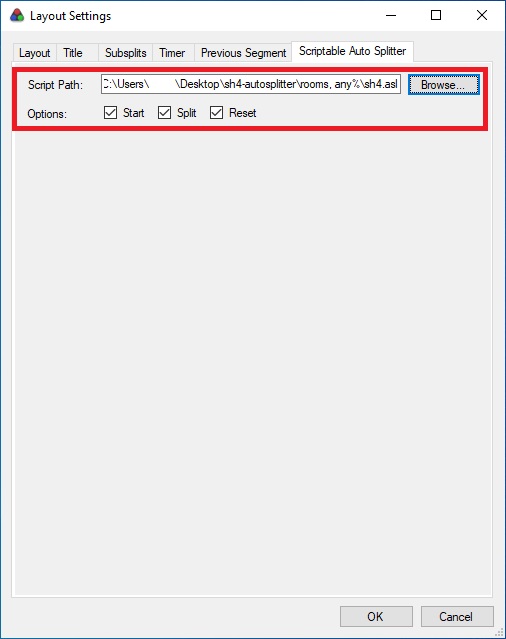 Layout Settings
Layout Title Subsplits Timer Previous Segment Scriptable Auto Splitter
Script Path: C:\Users\ \Desktop\sh4-autosplitter\rooms, any%\sh4.asl Browse...
Options: Start Split Reset
OK Cancel